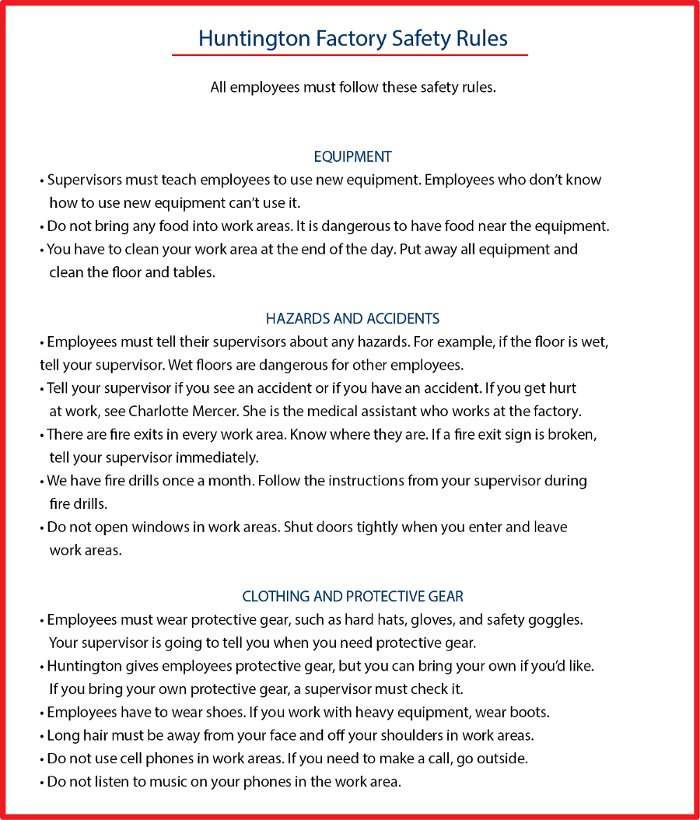 Huntington Factory Safety Rules
All employees must follow these safety rules.
EQUIPMENT
• Supervisors must teach employees to use new equipment. Employees who don’t know
how to use new equipment can’t use it.
• Do not bring any food into work areas. It is dangerous to have food near the equipment.
• You have to clean your work area at the end of the day. Put away all equipment and
clean the floor and tables.
HAZARDS AND ACCIDENTS
• Employees must tell their supervisors about any hazards. For example, if the floor is wet,
tell your supervisor. Wet floors are dangerous for other employees.
• Tell your supervisor if you see an accident or if you have an accident. If you get hurt
at work, see Charlotte Mercer. She is the medical assistant who works at the factory.
• There are fire exits in every work area. Know where they are. If a fire exit sign is broken,
tell your supervisor immediately.
• We have fire drills once a month. Follow the instructions from your supervisor during
fire drills.
• Do not open windows in work areas. Shut doors tightly when you enter and leave
work areas.
CLOTHING AND PROTECTIVE GEAR
• Employees must wear protective gear, such as hard hats, gloves, and safety goggles.
Your supervisor is going to tell you when you need protective gear.
• Huntington gives employees protective gear, but you can bring your own if you’d like.
If you bring your own protective gear, a supervisor must check it.
• Employees have to wear shoes. If you work with heavy equipment, wear boots.
• Long hair must be away from your face and off your shoulders in work areas.
• Do not use cell phones in work areas. If you need to make a call, go outside.
• Do not listen to music on your phones in the work area.